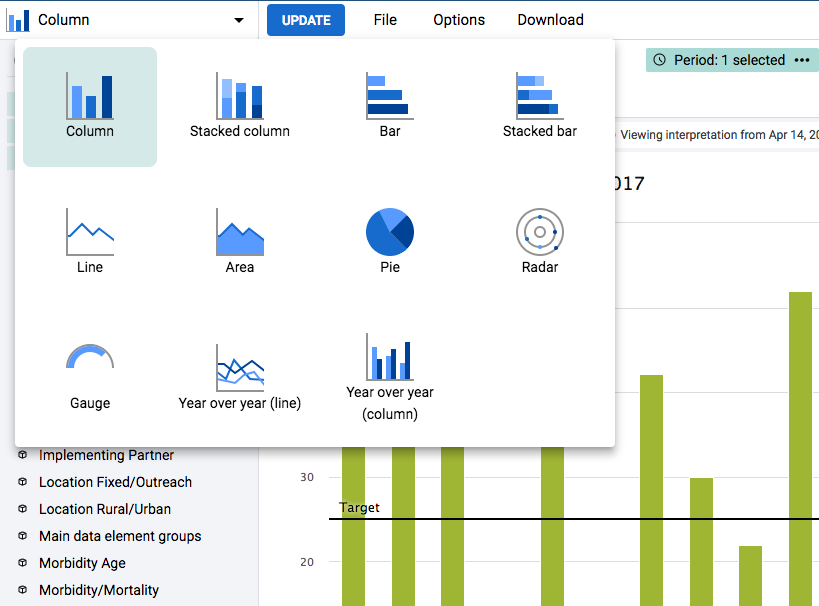 Column
UPDATE
File
Options
Download
Period: 1 selected
Column
Stacked column
Bar
Stacked bar
Viewing interpretation from Apr 14, 20
017
Line
Area
Pie
Radar
Gauge
Year over year (line)
Year over year
(column)
Implementing Partner
Location Fixed/Outreach
Location Rural/Urban
Main data element groups
Morbidity Age
Morbidity/Mortality
30
Target
20